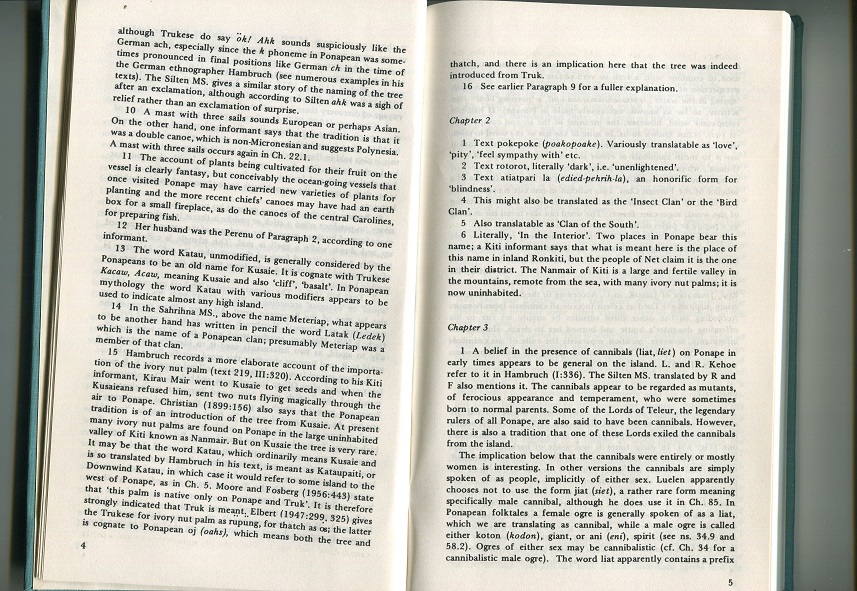 although Trukese do say ök! Ahk sounds suspiciously like the
German ach, especially since the k phoneme in Ponapean was some-
times pronounced in final positions like German ch in the time of
the German ethnographer Hambruch (see numerous examples in his
texts). The Silten MS. gives a similar story of the naming of the tree
after an exclamation, although according to Silten ahk was a sigh of
relief rather than an exclamation of surprise.
10 A mast with three sails sounds European or perhaps Asian.
On the other hand, one informant says that the tradition is that it
was a double canoe, which is non-Micronesian and suggests Polynesia.
A mast with three sails occurs again in Ch. 22.1.
11 The account of plants being cultivated for their fruit on the
vessel is clearly fantasy, but conceivably the ocean-going vessels that
once visited Ponape may have carried new varieties of plants for
planting and the more recent chiefs' canoes may have had an earth
box for a small fireplace, as do the canoes of the central Carolines,
for preparing fish.
12 Her husband was the Perenu of Paragraph 2, according to one
informant.
13 The word Katau, unmodified, is generally considered by the
Ponapeans to be an old name for Kusaie. It is cognate with Trukese
Kacaw, Acaw, meaning Kusaie and also 'cliff', 'basalt'. In Ponapean
mythology the word Katau with various modifiers appears to be
used to indicate almost any high island.
14 In the Sahrihna MS., above the name Meteriap, what appears
to be another hand has written in pencil the word Latak (Ledek)
which is the name of a Ponapean clan; presumably Meteriap was a
member of that clan.
15 Hambruch records a more elaborate account of the importa-
tion of the ivory nut palm (text 219, III:320). According to his Kiti
informant, Kirau Mair went to Kusaie to get seeds and when the
Kusaieans refused him, sent two nuts flying magically through the
air to Ponape. Christian (1899:156) also says that the Ponapean
tradition is of an introduction of the tree from Kusaie. At present
many ivory nut palms are found on Ponape in the large uninhabited
valley of Kiti known as Nanmair. But on Kusaie the tree is very rare.
It may be that the word Katau, which ordinarily means Kusaie and
is so translated by Hambruch in his text, is meant as Kataupaiti, or
Downwind Katau, in which case it would refer to some island to the
west of Ponape, as in Ch. 5. Moore and Fosberg (1956:443) state
that 'this palm is native only on Ponape and Truk'. It is therefore
strongly indicated that Truk is meant. Elbert (1947:299, 325) gives
the Trukese for ivory nut palm as rüpüng, for thatch as ös; the latter
is cognate to Ponapean oj (oahs), which means both the tree and
4
thatch, and there is an implication here that the tree was indeed
introduced from Truk.
16 See earlier Paragraph 9 for a fuller explanation.
Chapter 2
1 Text pokepoke (poakopoake). Variously translatable as 'love',
'pity', 'feel sympathy with' etc.
2 Text rotorot, literally 'dark', i.e. 'unenlightened'.
3 Text atiatpari la (edied-pehrih-la), an honorific form for
'blindness'.
4 This might also be translated as the 'Insect Clan' or the 'Bird
Clan'.
5 Also translatable as 'Clan of the South'.
6 Literally, 'In the Interior'. Two places in Ponape bear this
name; a Kiti informant says that what is meant here is the place of
this name in inland Ronkiti, but the people of Net claim it is the one
in their district. The Nanmair of Kiti is a large and fertile valley in
the mountains, remote from the sea, with many ivory nut palms; it is
now uninhabited.
Chapter 3
1 A belief in the presence of cannibals (liat, liet) on Ponape in
early times appears to be general on the island. L. and R. Kehoe
refer to it in Hambruch (I:336). The Silten MS. translated by R and
F also mentions it. The cannibals appear to be regarded as mutants,
of ferocious appearance and temperament, who were sometimes
born to normal parents. Some of the Lords of Teleur, the legendary
rulers of all Ponape, are also said to have been cannibals. However,
there is also a tradition that one of these Lords exiled the cannibals
from the island.
The implication below that the cannibals were entirely or mostly
women is interesting. In other versions the cannibals are simply
spoken of as people, implicitly of either sex. Luelen apparently
chooses not to use the form jiat (siet), a rather rare form meaning
specifically male cannibal, although he does use it in Ch. 85. In
Ponapean folktales a female ogre is generally spoken of as a liat,
which we are translating as cannibal, while a male ogre is called
either koton (kodon), giant, or ani (eni), spirit (see ns. 34.9 and
58.2). Ogres of either sex may be cannibalistic (cf. Ch. 34 for a
cannibalistic male ogre). The word liat apparently contains a prefix
5